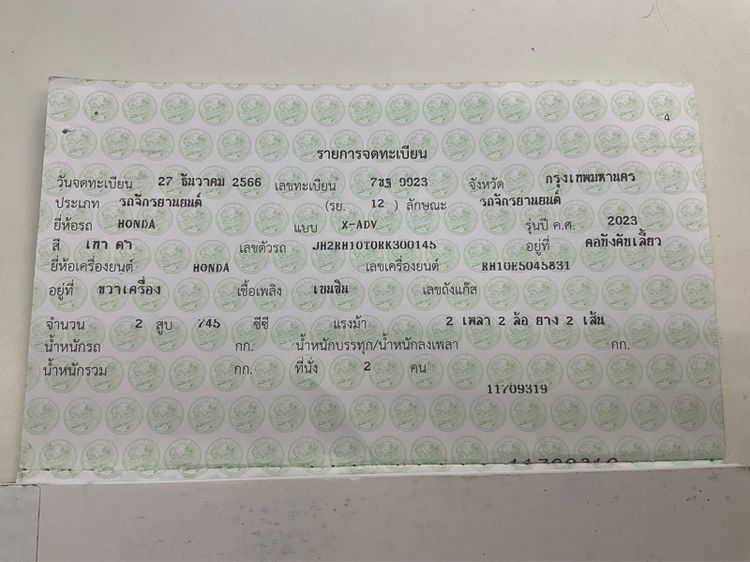 4
รายการจดทะเบียน
วันจดทะเบียน 27 ธันวาคม 2566 เลขทะเบียน 7ขฐ 9923 จังหวัด กรุงเทพมหานคร
ประเภท รถจักรยานยนต์ (รย. 12 ) ลักษณะ รถจักรยานยนต์
ยี่ห้อรถ HONDA แบบ X-ADV รุ่นปี ค.ศ. 2023
สี เทา ดำ เลขตัวรถ JH2RH10T0RK300145 อยู่ที่ คอบังคับเลี้ยว
ยี่ห้อเครื่องยนต์ HONDA เลขเครื่องยนต์ RH10E5045831
อยู่ที่ ขวาเครื่อง เชื้อเพลิง เบนซิน เลขถังแก๊ส
จำนวน 2 สูบ 745 ซีซี แรงม้า 2 เพลา 2 ล้อ ยาง 2 เส้น
น้ำหนักรถ กก. น้ำหนักบรรทุก/น้ำหนักลงเพลา กก.
น้ำหนักรวม กก. ที่นั่ง 2 คน
11709319